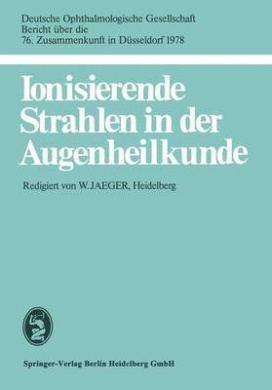 Deutsche Ophthalmologische Gesellschaft
Bericht über die
76. Zusammenkunft in Düsseldorf 1978
Ionisierende
Strahlen in der
Augenheilkunde
Redigiert von W. JAEGER, Heidelberg
Springer-Verlag Berlin Heidelberg GmbH